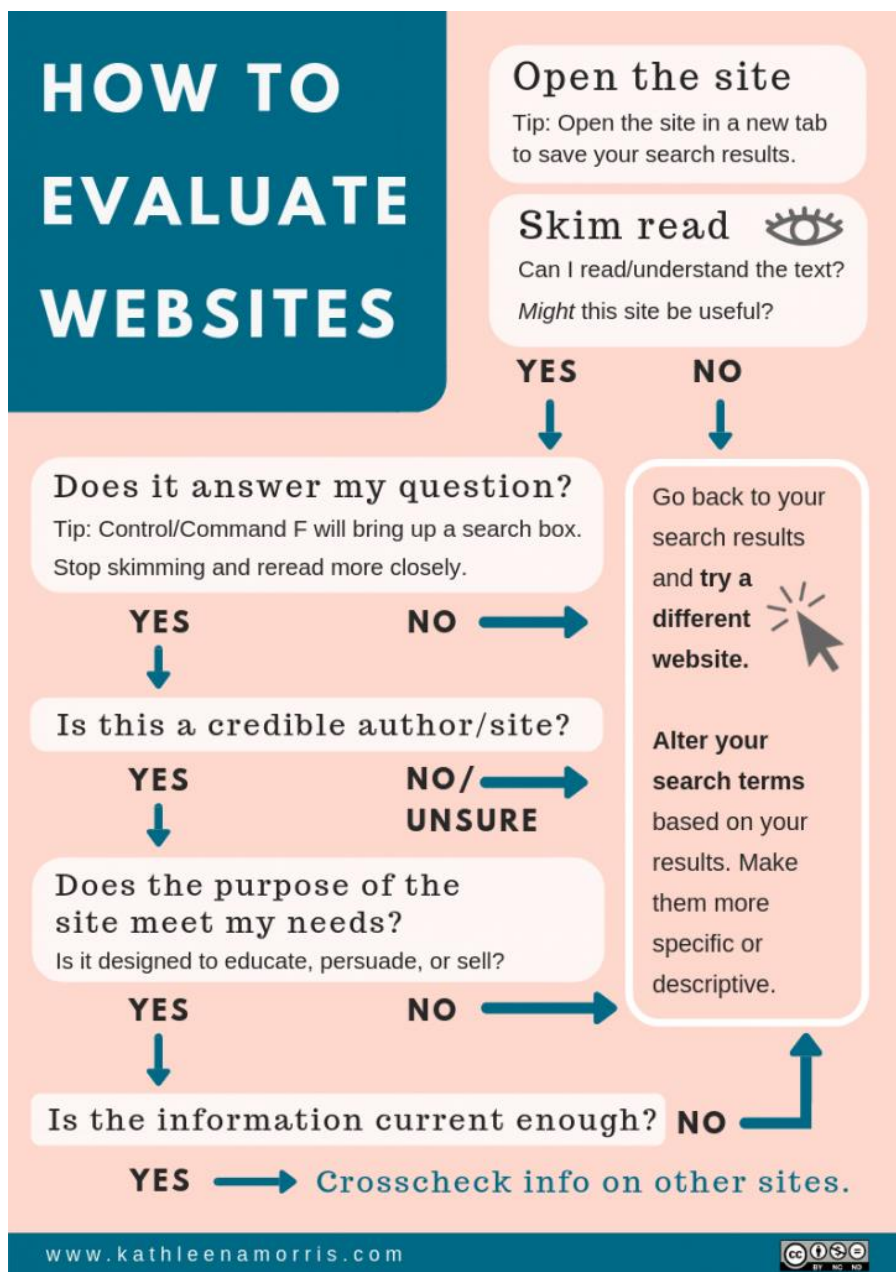 HOW TO
EVALUATE
WEBSITES
Open the site
Tip: Open the site in a new tab
to save your search results.
Skim read
Can I read/understand the text?
Might this site be useful?
YES
NO
Does it answer my question?
Tip: Control/Command F will bring up a search box.
Stop skimming and reread more closely.
YES
NO
Go back to your
search results
and try a
different
website.
Alter your
search terms
based on your
results. Make
them more
specific or
descriptive.
Is this a credible author/site?
YES
NO/
UNSURE
Does the purpose of the
site meet my needs?
Is it designed to educate, persuade, or sell?
YES
NO
Is the information current enough?
NO
YES
Crosscheck info on other sites.
www.kathleenamorris.com
cc
BY NC ND